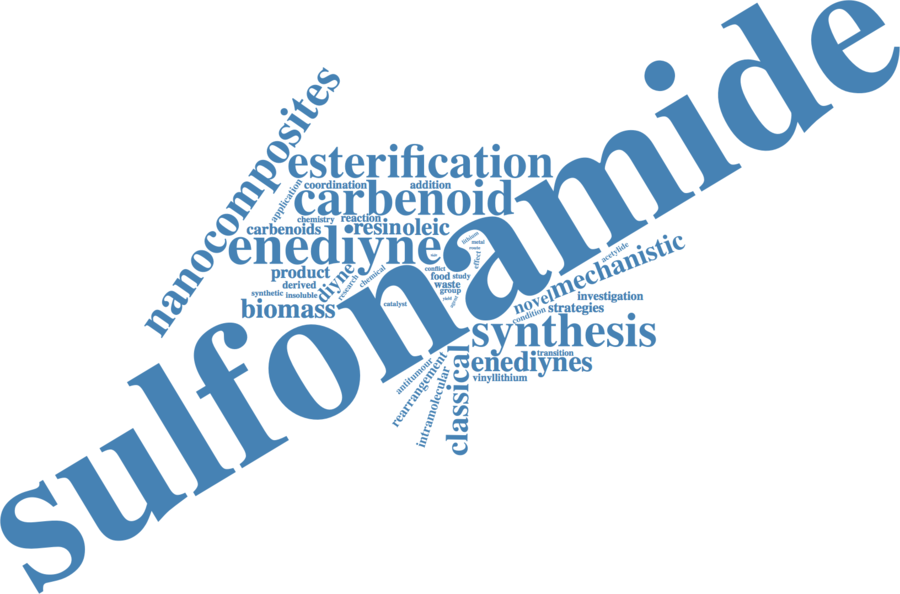 sulfonamide
nanocomposites
esterification
coordination
addition
application
carbenoid
chemistry
reaction
carbenoids
resinoleic
enediyne
lithium
metal
waste
effect
acetylide
mechanistic
product
diyne
chemical
research
conflict
food
study
derived
waste
group
synthetic
insoluble
yield
agent
biomass
catalyst
novel
investigation
condition
strategies
synthesis
transition
enediynes
vinyllithium
classical
antitumour
rearrangement
intramolecular